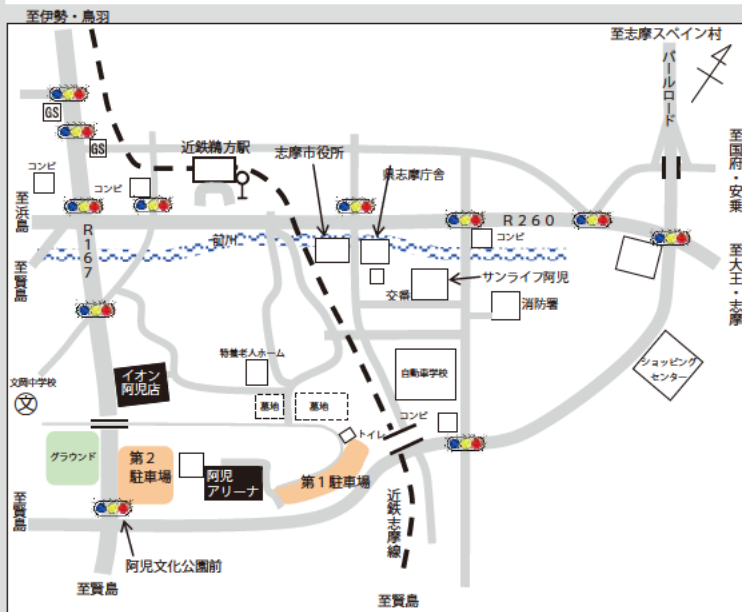 至伊勢・鳥羽
至志摩スペイン村
パールロード
GS
GS
近鉄鵜方駅
志摩市役所
県志摩庁舎
至国府・安乗
コンビ
コンビ
至浜島
R167
R260
コンビ
前川
至賢島
至大王・志摩
サンライフ阿児
交番
消防署
特養老人ホーム
自動車学校
ショッピング
センター
文岡中学校
文
イオン
阿児店
墓地
墓地
コンビ
トイレ
グラウンド
第2
駐車場
阿児
アリーナ
第1駐車場
至賢島
近鉄志摩線
阿児文化公園前
至賢島
至賢島